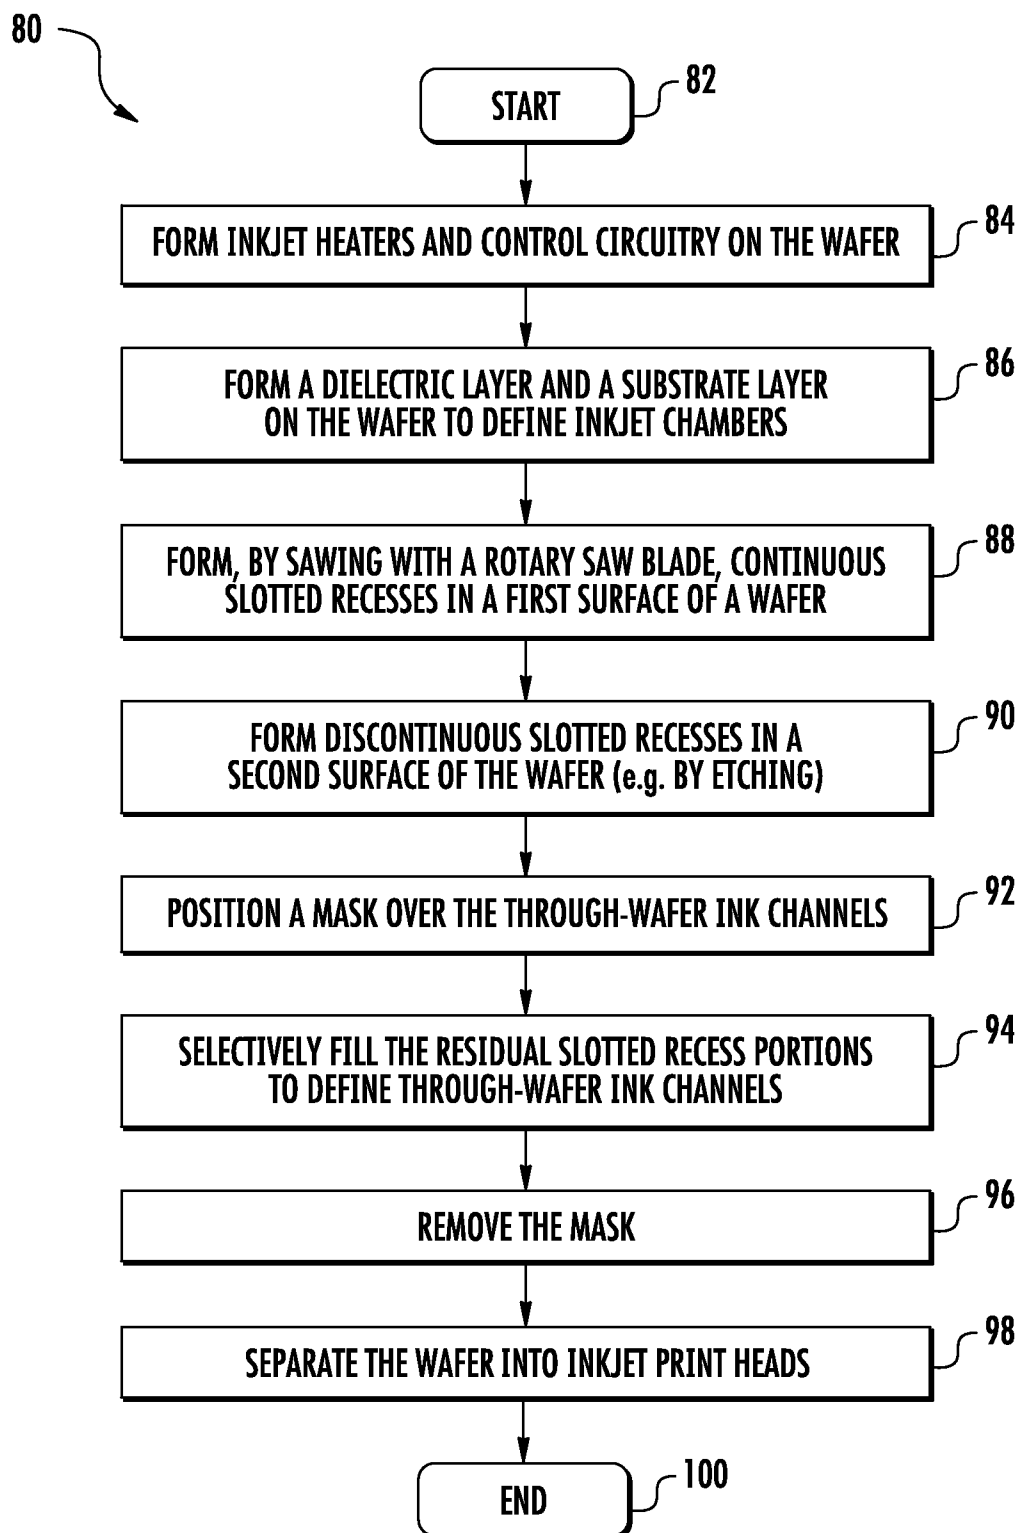 80
START
82
FORM INKJET HEATERS AND CONTROL CIRCUITRY ON THE WAFER
84
FORM A DIELECTRIC LAYER AND A SUBSTRATE LAYER
ON THE WAFER TO DEFINE INKJET CHAMBERS
86
FORM, BY SAWING WITH A ROTARY SAW BLADE, CONTINUOUS
SLOTTED RECESSES IN A FIRST SURFACE OF A WAFER
88
FORM DISCONTINUOUS SLOTTED RECESSES IN A
SECOND SURFACE OF THE WAFER (e.g. BY ETCHING)
90
POSITION A MASK OVER THE THROUGH-WAFER INK CHANNELS
92
SELECTIVELY FILL THE RESIDUAL SLOTTED RECESS PORTIONS
TO DEFINE THROUGH-WAFER INK CHANNELS
94
REMOVE THE MASK
96
SEPARATE THE WAFER INTO INKJET PRINT HEADS
98
END
100